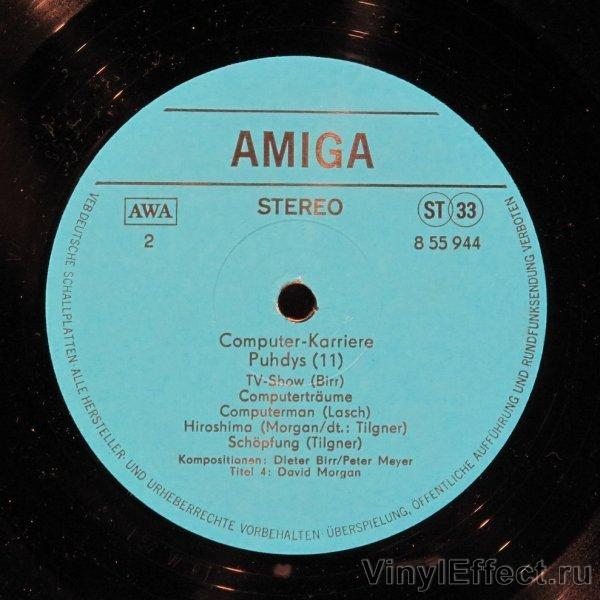 AMIGA
AWA
STEREO
ST 33
2
8 55 944
Computer-Karriere
Puhdys (11)
TV-Show (Birr)
Computerträume
Computerman (Lasch)
Hiroshima (Morgan/dt.: Tilgner)
Schöpfung (Tilgner)
Kompositionen: Dieter Birr/Peter Meyer
Titel 4: David Morgan
VEB DEUTSCHE SCHALLPLATTEN · ALLE HERSTELLER- UND URHEBERRECHTE VORBEHALTEN · ÜBERSPIELUNG, ÖFFENTLICHE AUFFÜHRUNG UND RUNDFUNKSENDUNG VERBOTEN
VinylEffect.ru